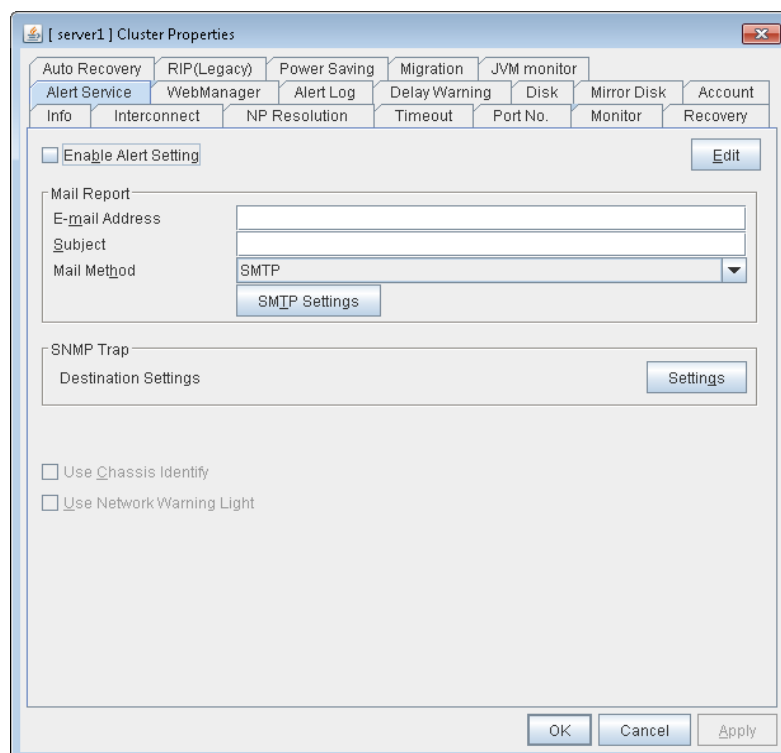 [ server1 ] Cluster Properties
Auto Recovery RIP(Legacy) Power Saving Migration JVM monitor
Alert Service WebManager Alert Log Delay Warning Disk Mirror Disk Account
Info Interconnect NP Resolution Timeout Port No. Monitor Recovery
Enable Alert Setting Edit
Mail Report
E-mail Address
Subject
Mail Method SMTP
SMTP Settings
SNMP Trap
Destination Settings Settings
Use Chassis Identify
Use Network Warning Light
OK Cancel Apply